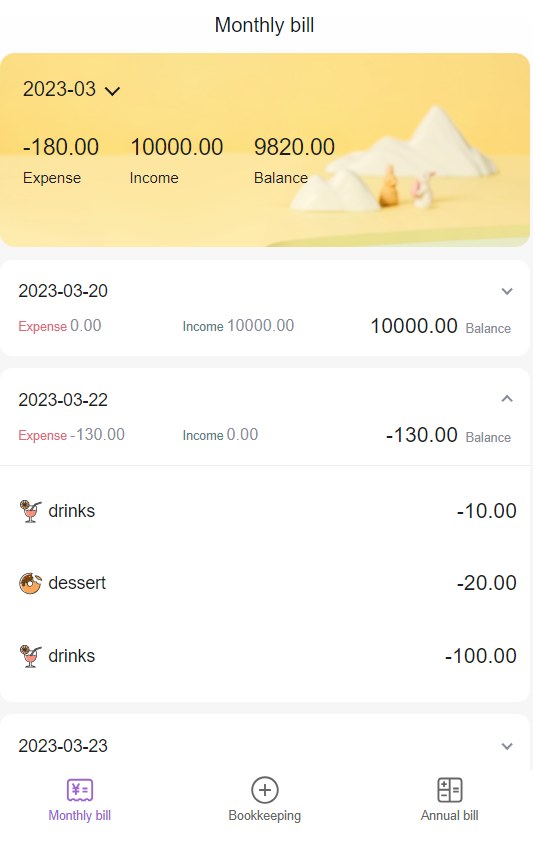 Monthly bill
2023-03
-180.00 10000.00 9820.00
Expense Income Balance
2023-03-20
Expense 0.00 Income 10000.00 10000.00 Balance
2023-03-22
Expense -130.00 Income 0.00 -130.00 Balance
drinks -10.00
dessert -20.00
drinks -100.00
2023-03-23
Monthly bill Bookkeeping Annual bill